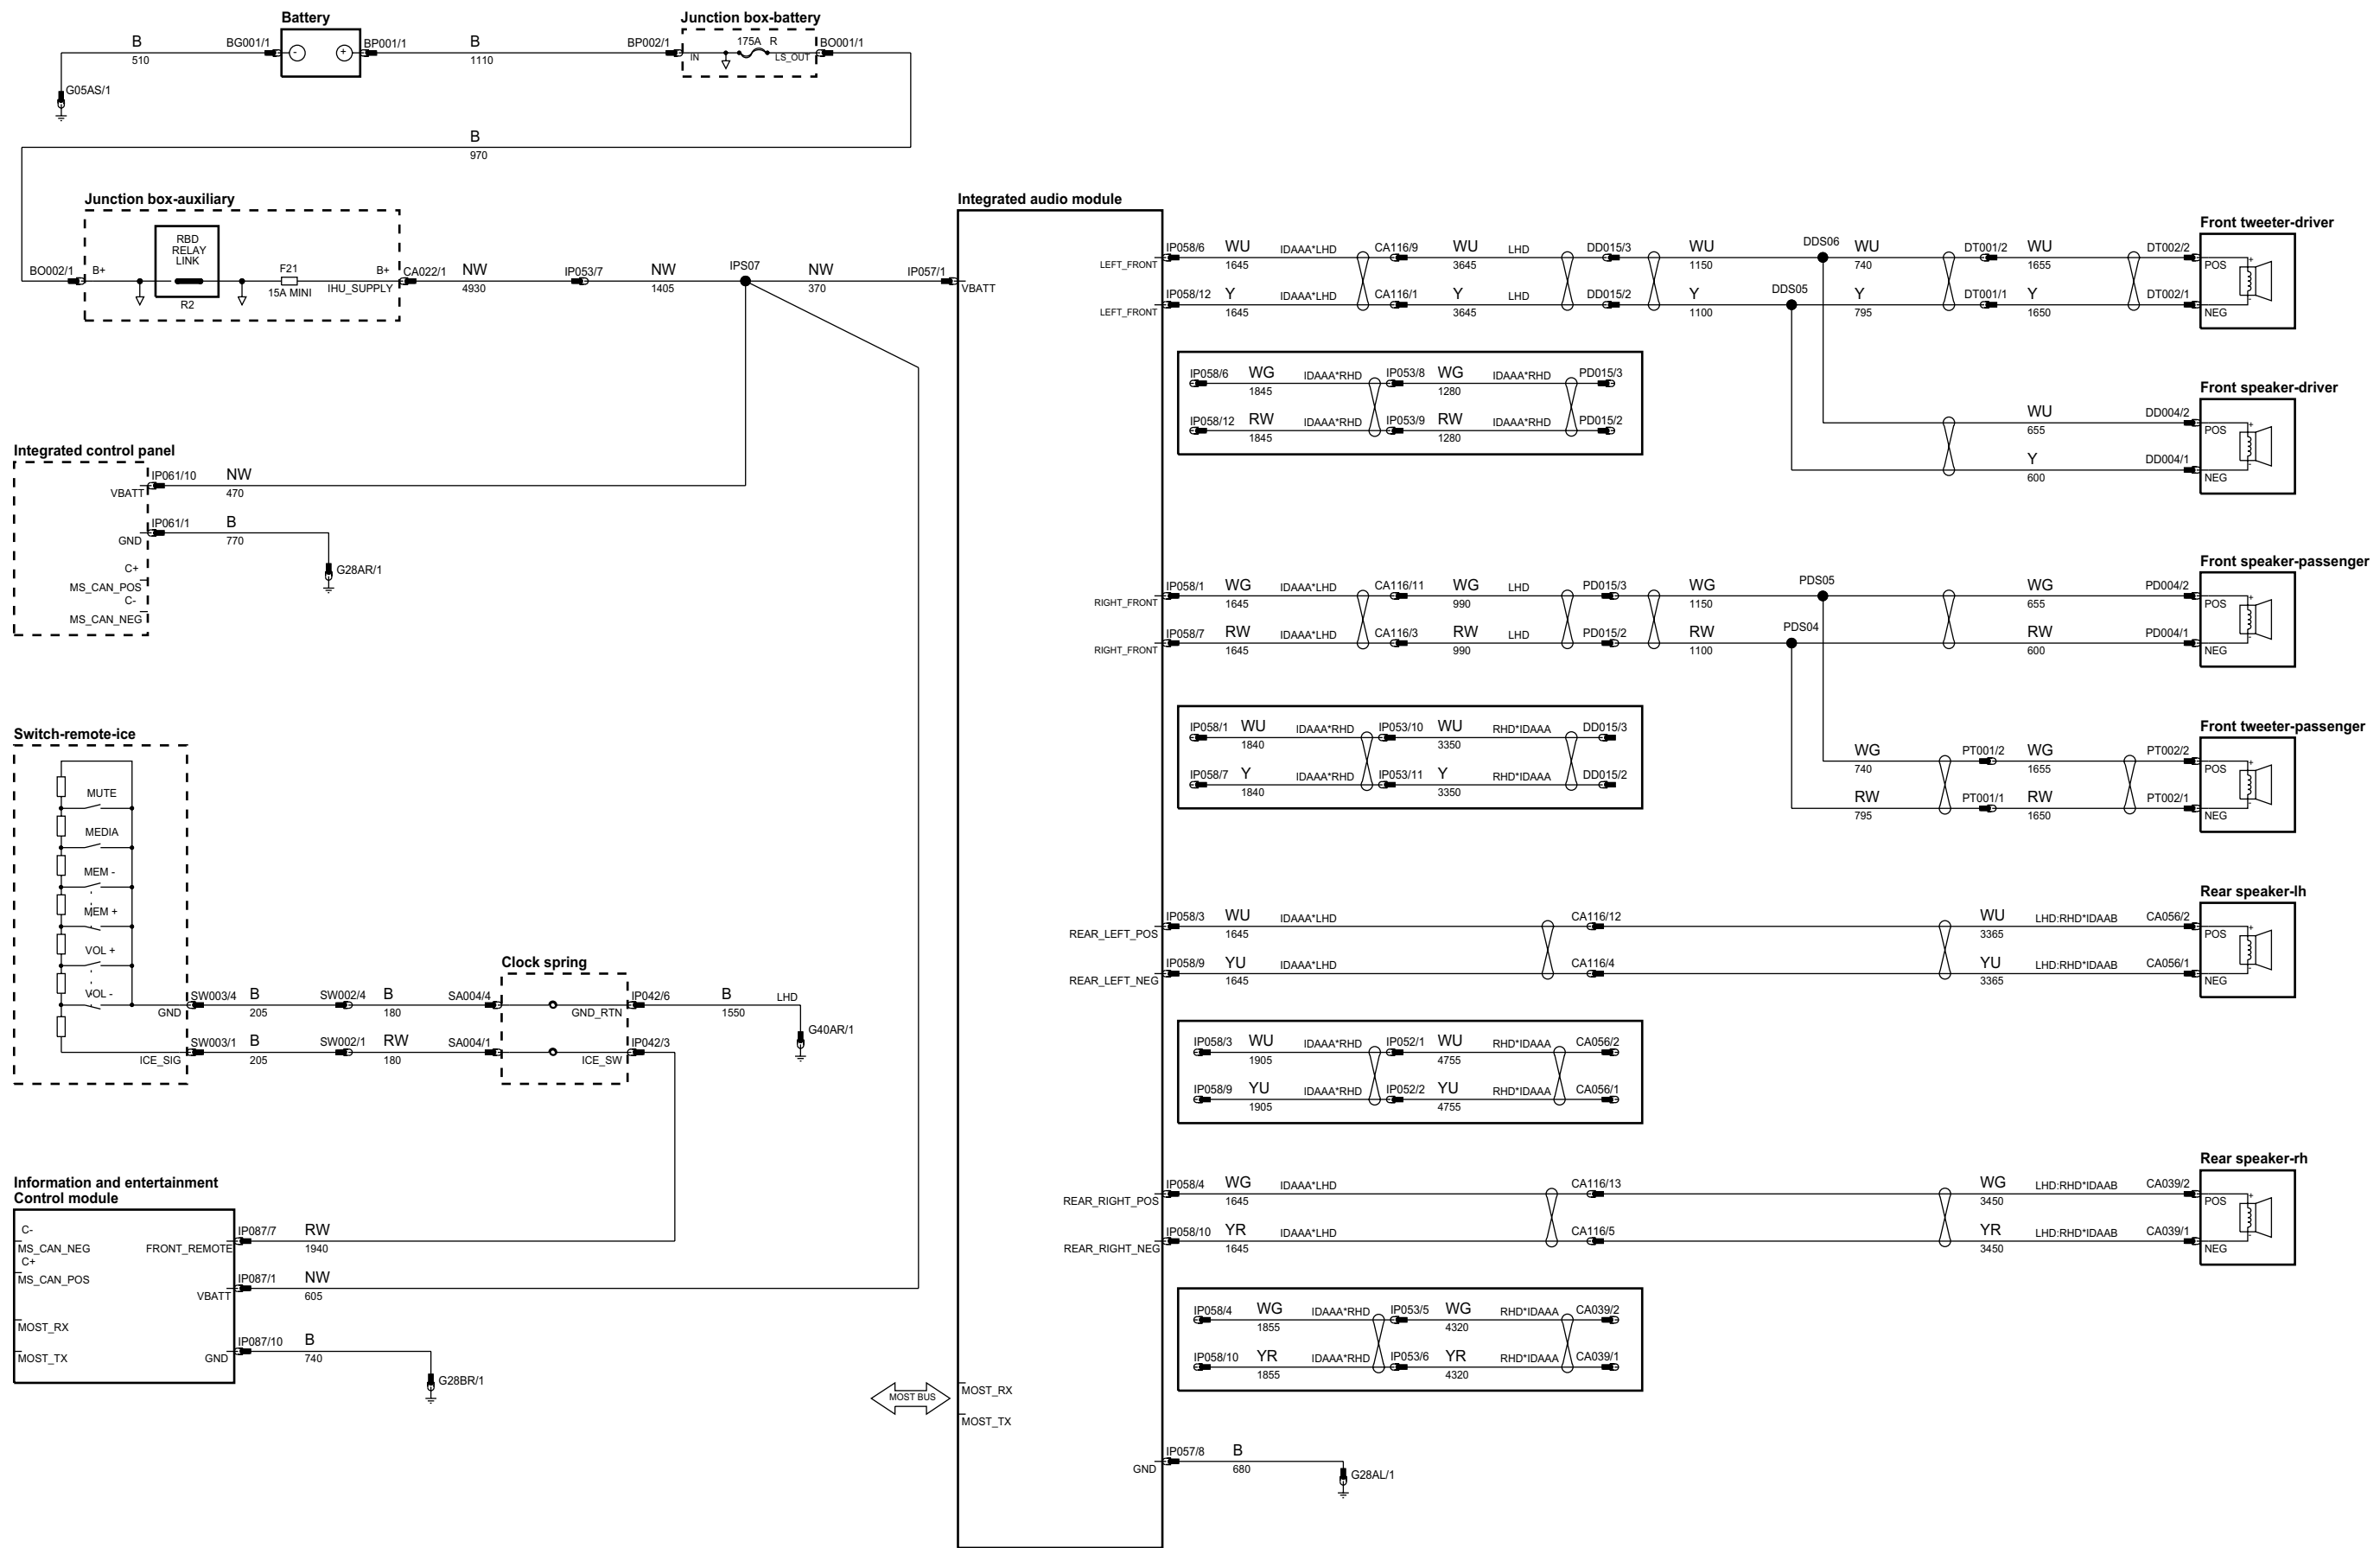 Battery
Junction box-battery
B
510
BG001/1
-
+
BP001/1
B
1110
BP002/1
IN
175A R
LS_OUT
BO001/1
G05AS/1
B
970
Junction box-auxiliary
BO002/1
B+
RBD
RELAY
LINK
R2
F21
15A MINI
B+
IHU_SUPPLY
CA022/1
NW
4930
IP053/7
NW
1405
IPS07
NW
370
IP057/1
VBATT
Integrated control panel
VBATT
IP061/10
NW
470
GND
IP061/1
B
770
G28AR/1
C+
MS_CAN_POS
C-
MS_CAN_NEG
Switch-remote-ice
MUTE
MEDIA
MEM -
MEM +
VOL +
VOL -
GND
SW003/4
B
205
SW002/4
B
180
SA004/4
ICE_SIG
SW003/1
B
205
SW002/1
RW
180
SA004/1
Clock spring
GND_RTN
IP042/6
B
1550
LHD
G40AR/1
ICE_SW
IP042/3
Information and entertainment
Control module
C-
MS_CAN_NEG
C+
MS_CAN_POS
MOST_RX
MOST_TX
FRONT_REMOTE
IP087/7
RW
1940
VBATT
IP087/1
NW
605
GND
IP087/10
B
740
G28BR/1
Integrated audio module
LEFT_FRONT
IP058/6
WU
1645
IDAAA*LHD
CA116/9
WU
3645
LHD
DD015/3
WU
1150
DDS06
WU
740
DT001/2
WU
1655
DT002/2
Front tweeter-driver
POS
+
LEFT_FRONT
IP058/12
Y
1645
IDAAA*LHD
CA116/1
Y
3645
LHD
DD015/2
Y
1100
DDS05
Y
795
DT001/1
Y
1650
DT002/1
NEG
-
IP058/6
WG
1845
IDAAA*RHD
IP053/8
WG
1280
IDAAA*RHD
PD015/3
IP058/12
RW
1845
IDAAA*RHD
IP053/9
RW
1280
IDAAA*RHD
PD015/2
Front speaker-driver
WU
655
DD004/2
POS
+
Y
600
DD004/1
NEG
-
RIGHT_FRONT
IP058/1
WG
1645
IDAAA*LHD
CA116/11
WG
990
LHD
PD015/3
WG
1150
PDS05
WG
655
PD004/2
Front speaker-passenger
POS
+
RIGHT_FRONT
IP058/7
RW
1645
IDAAA*LHD
CA116/3
RW
990
LHD
PD015/2
RW
1100
PDS04
RW
600
PD004/1
NEG
-
IP058/1
WU
1840
IDAAA*RHD
IP053/10
WU
3350
RHD*IDAAA
DD015/3
IP058/7
Y
1840
IDAAA*RHD
IP053/11
Y
3350
RHD*IDAAA
DD015/2
Front tweeter-passenger
WG
740
PT001/2
WG
1655
PT002/2
POS
+
RW
795
PT001/1
RW
1650
PT002/1
NEG
-
REAR_LEFT_POS
IP058/3
WU
1645
IDAAA*LHD
CA116/12
WU
3365
LHD:RHD*IDAAB
CA056/2
Rear speaker-lh
POS
+
REAR_LEFT_NEG
IP058/9
YU
1645
IDAAA*LHD
CA116/4
YU
3365
LHD:RHD*IDAAB
CA056/1
NEG
-
IP058/3
WU
1905
IDAAA*RHD
IP052/1
WU
4755
RHD*IDAAA
CA056/2
IP058/9
YU
1905
IDAAA*RHD
IP052/2
YU
4755
RHD*IDAAA
CA056/1
REAR_RIGHT_POS
IP058/4
WG
1645
IDAAA*LHD
CA116/13
WG
3450
LHD:RHD*IDAAB
CA039/2
Rear speaker-rh
POS
+
REAR_RIGHT_NEG
IP058/10
YR
1645
IDAAA*LHD
CA116/5
YR
3450
LHD:RHD*IDAAB
CA039/1
NEG
-
IP058/4
WG
1855
IDAAA*RHD
IP053/5
WG
4320
RHD*IDAAA
CA039/2
IP058/10
YR
1855
IDAAA*RHD
IP053/6
YR
4320
RHD*IDAAA
CA039/1
MOST BUS
MOST_RX
MOST_TX
GND
IP057/8
B
680
G28AL/1